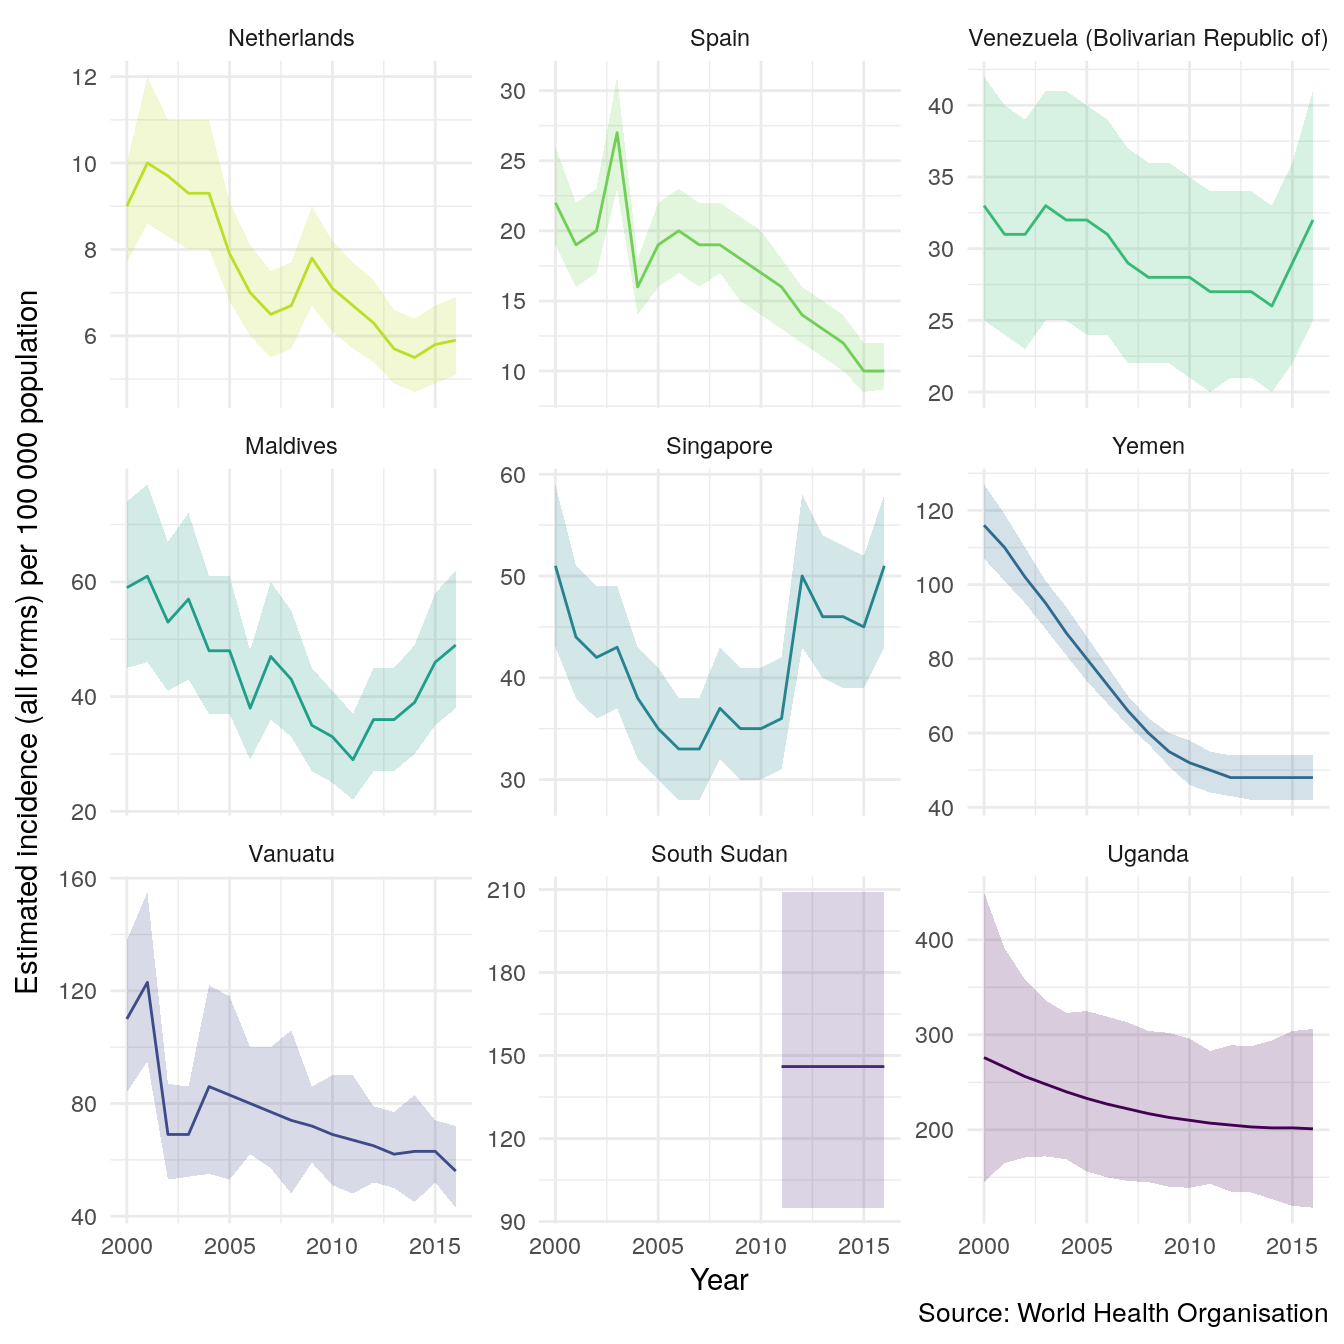 Netherlands
Spain
Venezuela (Bolivarian Republic of)
12
10
8
6
30
25
20
15
10
40
35
30
25
20
Estimated incidence (all forms) per 100 000 population
Maldives
Singapore
Yemen
60
40
20
60
50
40
30
120
100
80
60
40
Vanuatu
South Sudan
Uganda
160
120
80
40
210
180
150
120
90
400
300
200
2000 2005 2010 2015
2000 2005 2010 2015
2000 2005 2010 2015
Year
Source: World Health Organisation